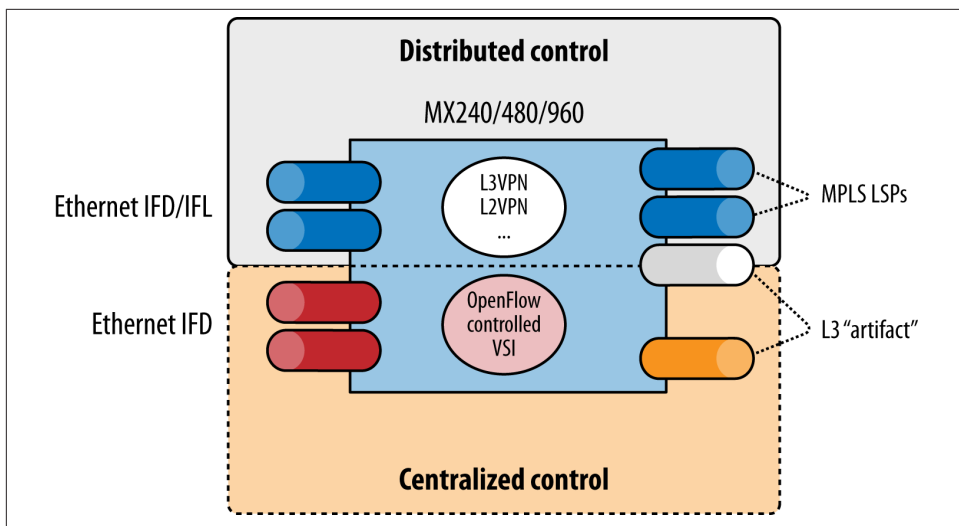 Distributed control
MX240/480/960
L3VPN
L2VPN
...
Ethernet IFD/IFL
MPLS LSPs
Ethernet IFD
OpenFlow
controlled
VSI
L3 “artifact”
Centralized control